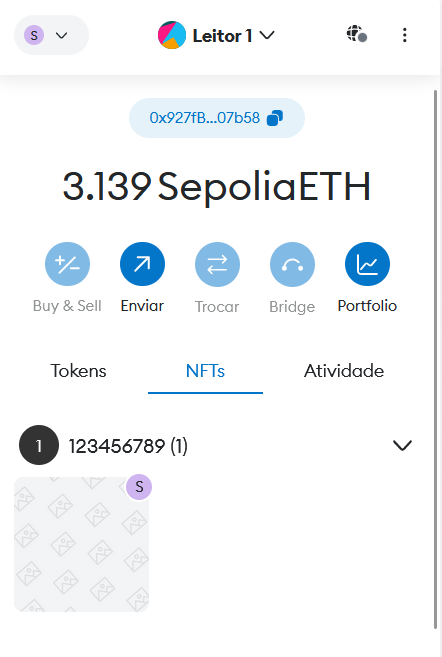 S
Leitor 1
0x927fB...07b58
3.139 SepoliaETH
Buy & Sell
Enviar
Trocar
Bridge
Portfolio
Tokens
NFTs
Atividade
1
123456789 (1)
S